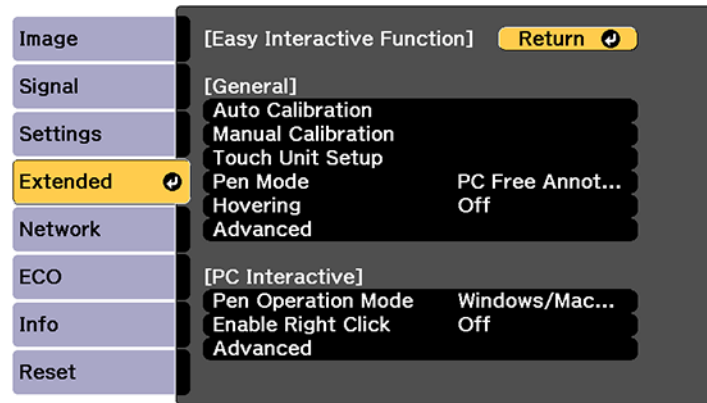 Image
Signal
Settings
Extended
Network
ECO
Info
Reset
[Easy Interactive Function] Return
[General]
Auto Calibration
Manual Calibration
Touch Unit Setup
Pen Mode PC Free Annot...
Hovering Off
Advanced
[PC Interactive]
Pen Operation Mode Windows/Mac...
Enable Right Click Off
Advanced